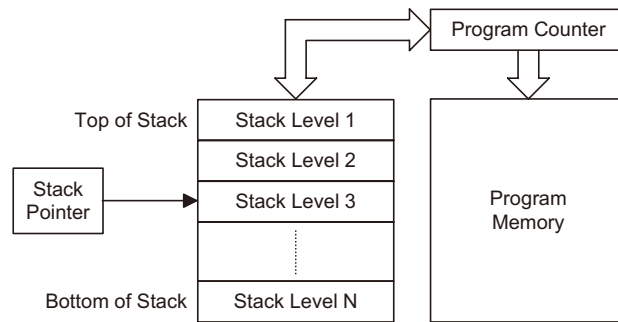 Program Counter
Top of Stack
Stack Level 1
Stack Level 2
Stack
Pointer
Stack Level 3
Program
Memory
Bottom of Stack
Stack Level N